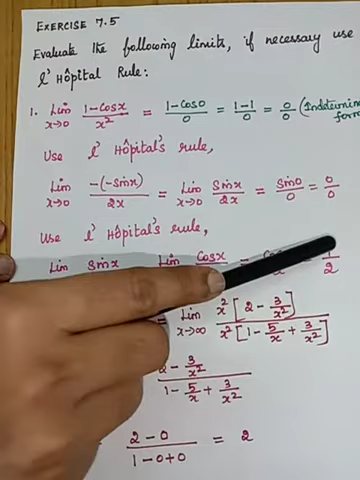 EXERCISE 7.5
Evaluate the following limits, if necessary use
l' Hôpital Rule:
1. Lim x→0 (1-cosx)/x² = (1-cos0)/0 = (1-1)/0 = 0/0 (Indetermin
form
Use l' Hôpital's rule,
Lim x→0 -(-sinx)/2x = Lim x→0 sinx/2x = sin0/0 = 0/0
Use l' Hôpital's rule,
Lim sinx Lim cosx = = 1/2
= Lim x→∞ x²[2 - 3/x²] / x²[1 - 5/x + 3/x²]
2 - 3/x² / 1 - 5/x + 3/x²
(2-0)/(1-0+0) = 2